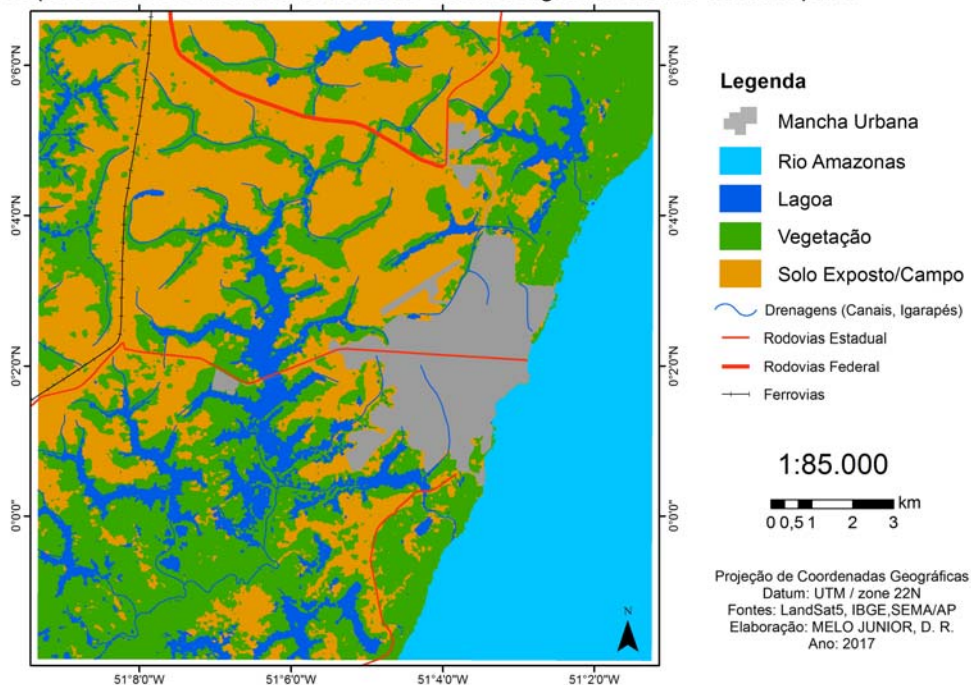 Legenda
Mancha Urbana
Rio Amazonas
Lagoa
Vegetação
Solo Exposto/Campo
Drenagens (Canais, Igarapés)
Rodovias Estadual
Rodovias Federal
Ferrovias
1:85.000
km
0 0,5 1 2 3
Projeção de Coordenadas Geográficas
Datum: UTM / zone 22N
Fontes: LandSat5, IBGE,SEMA/AP
Elaboração: MELO JUNIOR, D. R.
Ano: 2017
0°6'0"N
0°6'0"N
0°4'0"N
0°4'0"N
0°2'0"N
0°2'0"N
0°0'0"
0°0'0"
N
51°8'0"W
51°6'0"W
51°4'0"W
51°2'0"W